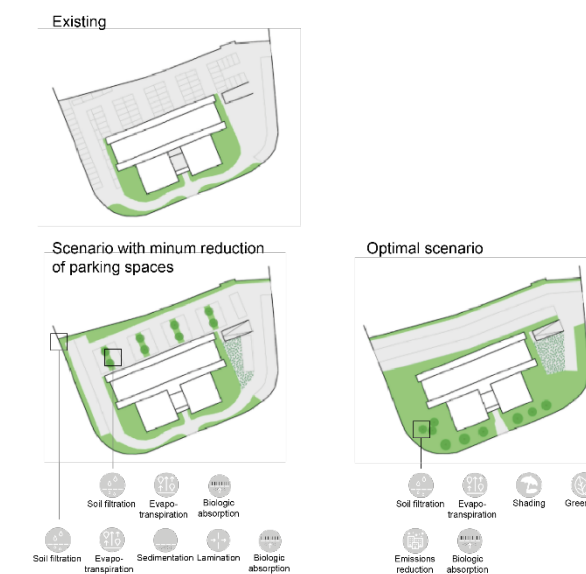 Existing
Scenario with minum reduction
of parking spaces
Optimal scenario
Soil filtration
Evapo-
transpiration
Biologic
absorption
Soil filtration
Evapo-
transpiration
Sedimentation
Lamination
Biologic
absorption
Soil filtration
Evapo-
transpiration
Shading
Green
Emissions
reduction
Biologic
absorption